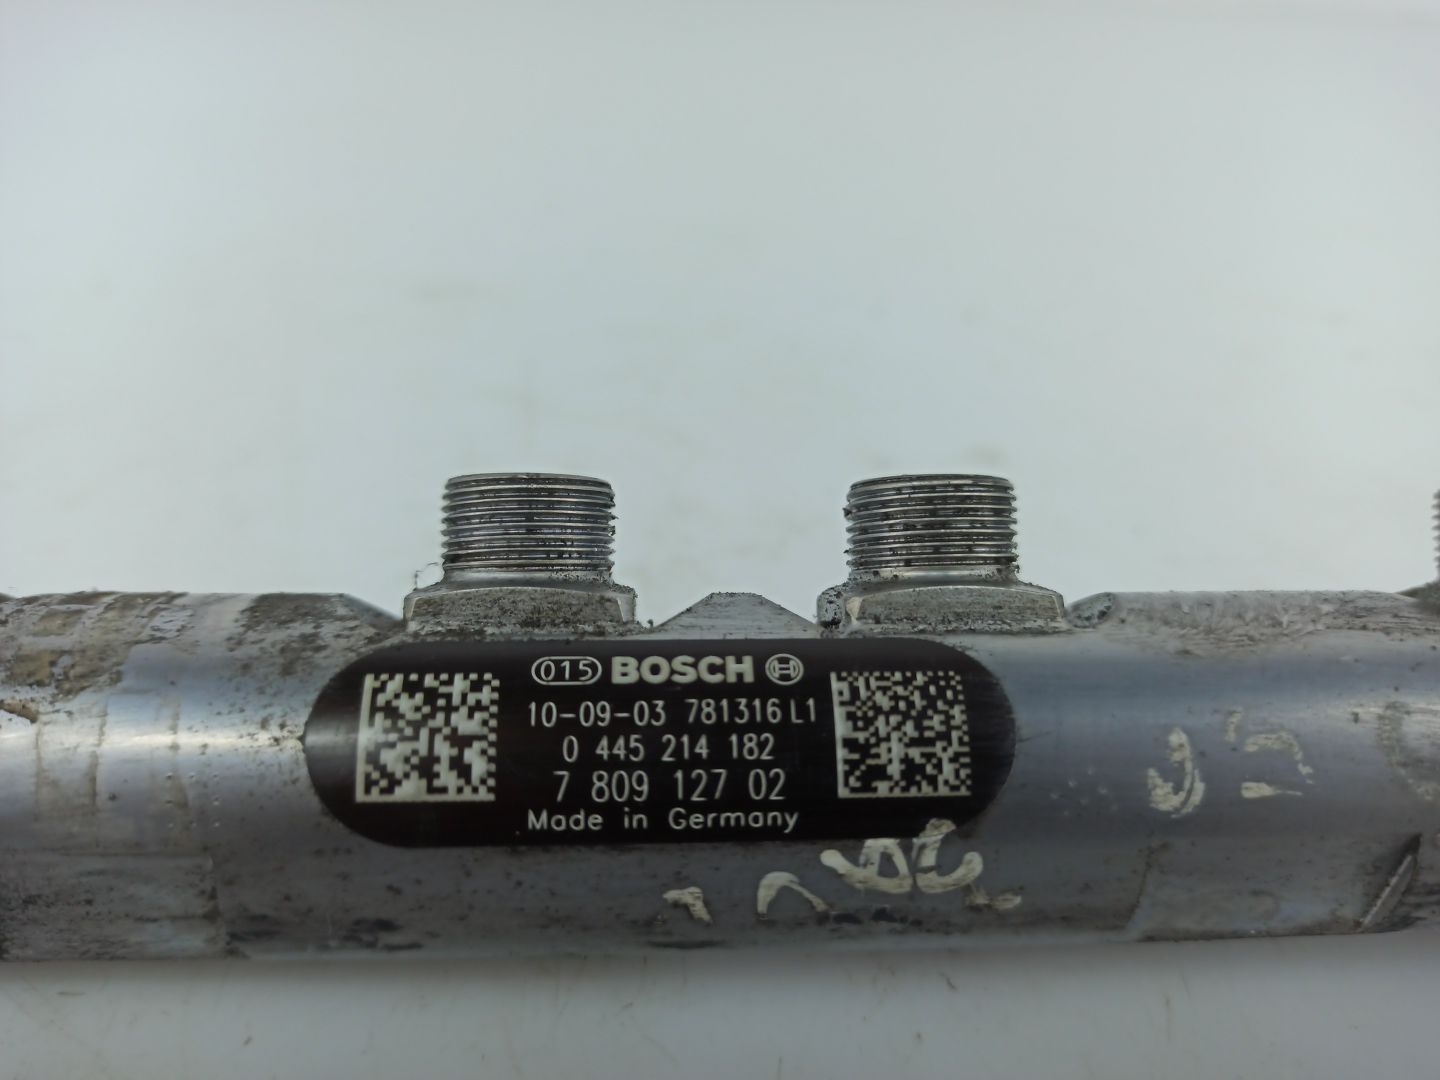 015 BOSCH
10-09-03 781316 L1
0 445 214 182
7 809 127 02
Made in Germany